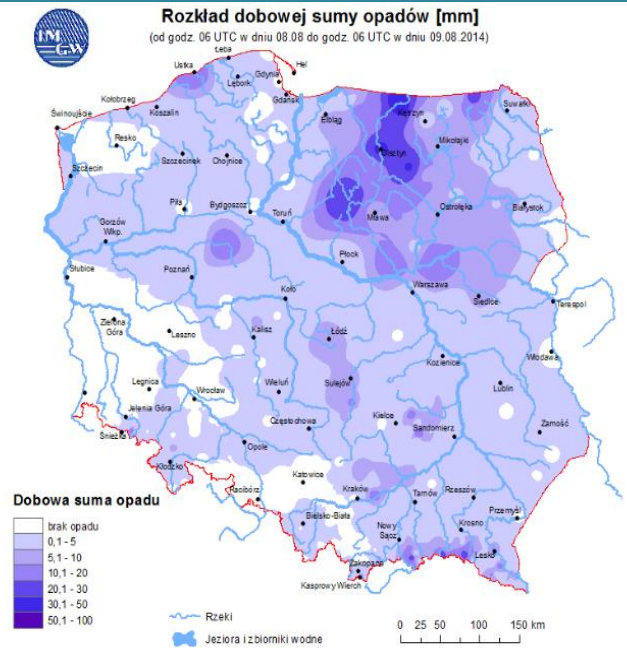 IM
GW
Rozkład dobowej sumy opadów [mm]
(od godz. 06 UTC w dniu 08.08 do godz. 06 UTC w dniu 09.08.2014)
Łeba
Ustka
Hel
Lębork
Gdynia
Gdańsk
Kołobrzeg
Koszalin
Świnoujście
Elbląg
Kętrzyn
Suwałki
Resko
Olsztyn
Mikołajki
Szczecin
Szczecinek
Chojnice
Piła
Bydgoszcz
Toruń
Mława
Ostrołęka
Białystok
Gorzów
Wlkp.
Płock
Słubice
Poznań
Koło
Warszawa
Siedlce
Terespol
Zielona
Góra
Leszno
Kalisz
Łódź
Kozienice
Włodawa
Legnica
Wrocław
Wieluń
Sulejów
Lublin
Jelenia Góra
Śnieżka
Częstochowa
Kielce
Sandomierz
Zamość
Opole
Kłodzko
Katowice
Racibórz
Kraków
Tarnów
Rzeszów
Przemyśl
Bielsko-Biała
Nowy
Sącz
Krosno
Lesko
Zakopane
Kasprowy Wierch
Dobowa suma opadu
brak opadu
0,1 - 5
5,1 - 10
10,1 - 20
20,1 - 30
30,1 - 50
50,1 - 100
Rzeki
Jeziora i zbiorniki wodne
0 25 50 100 150 km